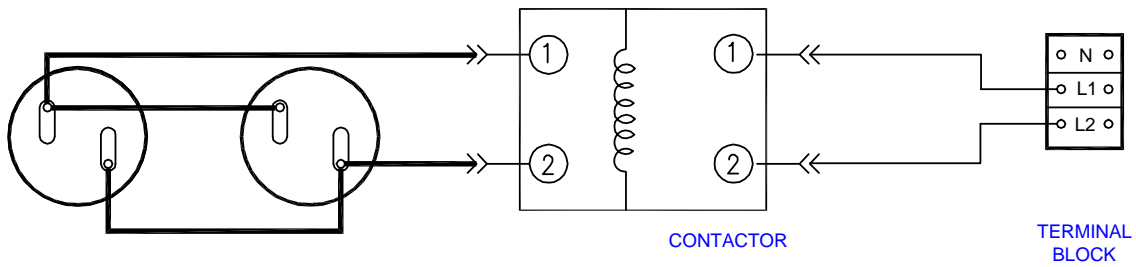 1
1
N
L1
L2
2
2
CONTACTOR
TERMINAL
BLOCK